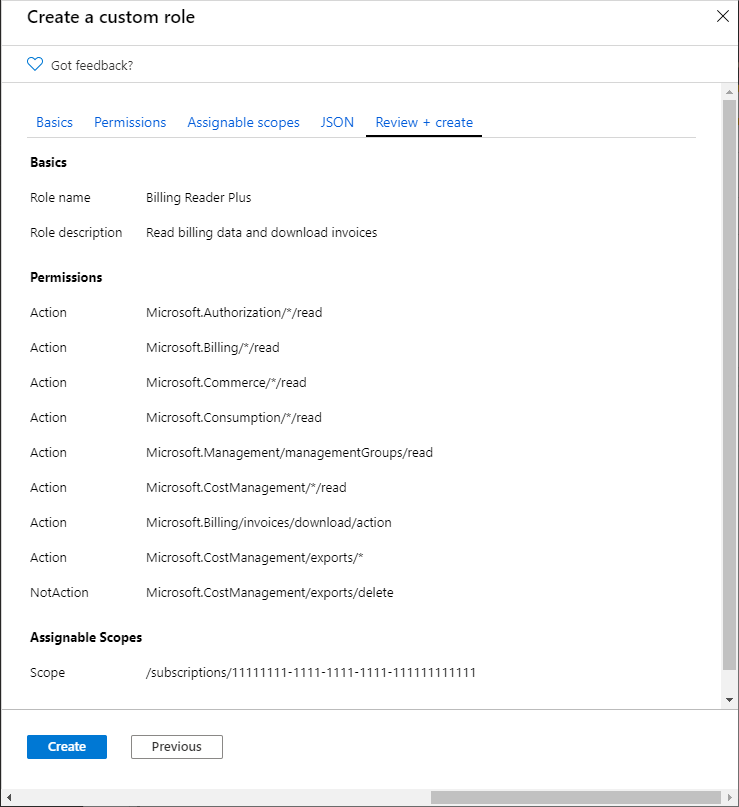 Create a custom role
Got feedback?
Basics Permissions Assignable scopes JSON Review + create
Basics
Role name Billing Reader Plus
Role description Read billing data and download invoices
Permissions
Action Microsoft.Authorization/*/read
Action Microsoft.Billing/*/read
Action Microsoft.Commerce/*/read
Action Microsoft.Consumption/*/read
Action Microsoft.Management/managementGroups/read
Action Microsoft.CostManagement/*/read
Action Microsoft.Billing/invoices/download/action
Action Microsoft.CostManagement/exports/*
NotAction Microsoft.CostManagement/exports/delete
Assignable Scopes
Scope /subscriptions/11111111-1111-1111-1111-111111111111
Create Previous